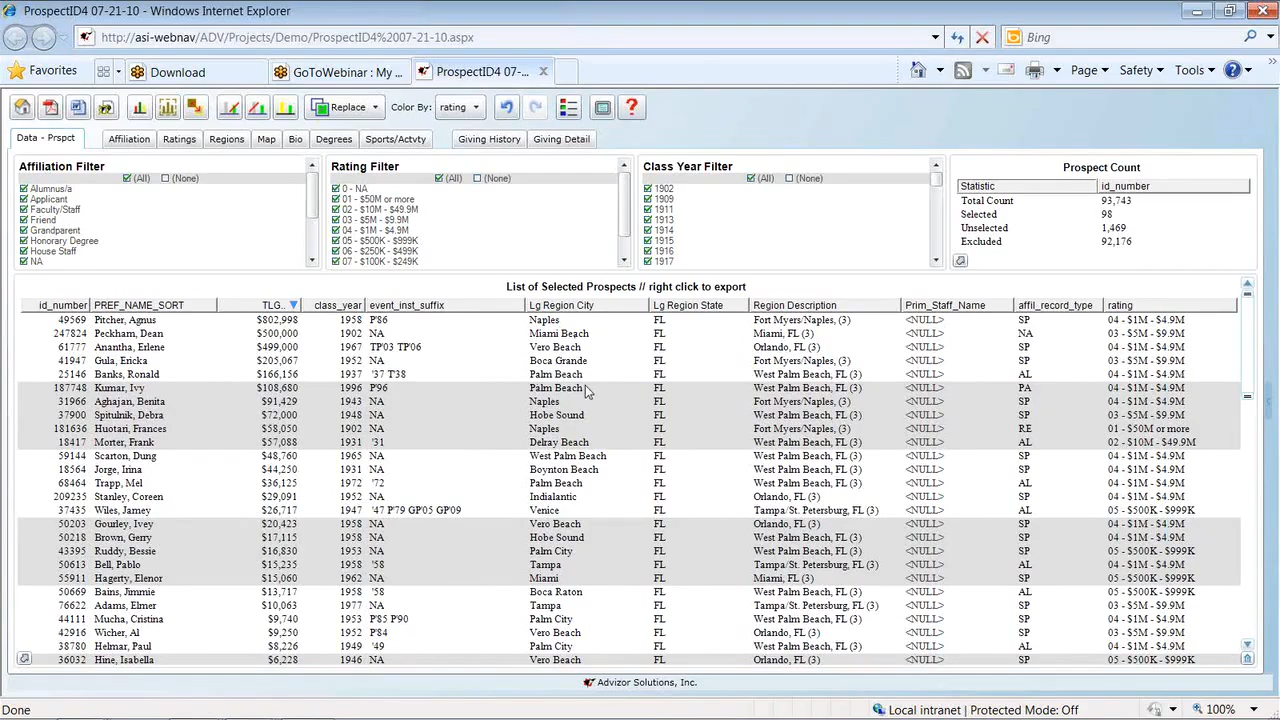 ProspectID4 07-21-10 - Windows Internet Explorer
http://asi-webnav/ADV/Projects/Demo/ProspectID4%2007-21-10.aspx
Bing
Favorites Download GoToWebinar : My ... ProspectID4 07-... Page Safety Tools
Replace Color By: rating
Data - Prspct Affiliation Ratings Regions Map Bio Degrees Sports/Actvty Giving History Giving Detail
Affiliation Filter
(All) (None)
Alumnus/a
Applicant
Faculty/Staff
Friend
Grandparent
Honorary Degree
House Staff
NA
Rating Filter
(All) (None)
0 - NA
01 - $50M or more
02 - $10M - $49.9M
03 - $5M - $9.9M
04 - $1M - $4.9M
05 - $500K - $999K
06 - $250K - $499K
07 - $100K - $249K
Class Year Filter
(All) (None)
1902
1909
1911
1913
1914
1915
1916
1917
Prospect Count
Statistic id_number
Total Count 93,743
Selected 98
Unselected 1,469
Excluded 92,176
List of Selected Prospects // right click to export
id_number PREF_NAME_SORT TLG.. class_year event_inst_suffix Lg Region City Lg Region State Region Description Prim_Staff_Name affil_record_type rating
49569 Pitcher, Agnus $802,998 1958 P'86 Naples FL Fort Myers/Naples, (3) <NULL> SP 04 - $1M - $4.9M
247824 Peckham, Dean $500,000 1902 NA Miami Beach FL Miami, FL (3) <NULL> NA 03 - $5M - $9.9M
61777 Anantha, Erlene $499,000 1967 TP'03 TP'06 Vero Beach FL Orlando, FL (3) <NULL> SP 04 - $1M - $4.9M
41947 Gula, Ericka $205,067 1952 NA Boca Grande FL Fort Myers/Naples, (3) <NULL> SP 03 - $5M - $9.9M
25146 Banks, Ronald $166,156 1937 '37 T'38 Palm Beach FL West Palm Beach, FL (3) <NULL> AL 04 - $1M - $4.9M
187748 Kumar, Ivy $108,680 1996 P'96 Palm Beach FL West Palm Beach, FL (3) <NULL> PA 04 - $1M - $4.9M
31966 Aghajan, Benita $91,429 1943 NA Naples FL Fort Myers/Naples, (3) <NULL> SP 04 - $1M - $4.9M
37900 Spitulnik, Debra $72,000 1948 NA Hobe Sound FL West Palm Beach, FL (3) <NULL> SP 03 - $5M - $9.9M
181636 Huotari, Frances $58,050 1902 NA Naples FL Fort Myers/Naples, (3) <NULL> RE 01 - $50M or more
18417 Morter, Frank $57,088 1931 '31 Delray Beach FL West Palm Beach, FL (3) <NULL> AL 02 - $10M - $49.9M
59144 Scarton, Dung $48,760 1965 NA West Palm Beach FL West Palm Beach, FL (3) <NULL> SP 04 - $1M - $4.9M
18564 Jorge, Irina $44,250 1931 NA Boynton Beach FL West Palm Beach, FL (3) <NULL> AL 04 - $1M - $4.9M
68464 Trapp, Mel $36,125 1972 '72 Palm Beach FL West Palm Beach, FL (3) <NULL> AL 04 - $1M - $4.9M
209235 Stanley, Coreen $29,091 1952 NA Indialantic FL Orlando, FL (3) <NULL> SP 04 - $1M - $4.9M
37435 Wiles, Jamey $26,717 1947 '47 P'79 GP'05 GP'09 Venice FL Tampa/St. Petersburg, FL (3) <NULL> AL 05 - $500K - $999K
50203 Gourley, Ivey $20,423 1958 NA Vero Beach FL Orlando, FL (3) <NULL> SP 04 - $1M - $4.9M
50218 Brown, Gerry $17,115 1958 NA Hobe Sound FL West Palm Beach, FL (3) <NULL> SP 04 - $1M - $4.9M
43395 Ruddy, Bessie $16,830 1953 NA Palm City FL West Palm Beach, FL (3) <NULL> SP 05 - $500K - $999K
50613 Bell, Pablo $15,235 1958 '58 Tampa FL Tampa/St. Petersburg, FL (3) <NULL> AL 04 - $1M - $4.9M
55911 Hagerty, Elenor $15,060 1962 NA Miami FL Miami, FL (3) <NULL> SP 05 - $500K - $999K
50669 Bains, Jimmie $13,717 1958 '58 Boca Raton FL West Palm Beach, FL (3) <NULL> AL 05 - $500K - $999K
76622 Adams, Elmer $10,063 1977 NA Tampa FL Tampa/St. Petersburg, FL (3) <NULL> SP 03 - $5M - $9.9M
44111 Mucha, Cristina $9,740 1953 P'85 P'90 Palm City FL West Palm Beach, FL (3) <NULL> SP 04 - $1M - $4.9M
42916 Wicher, Al $9,250 1952 P'84 Vero Beach FL Orlando, FL (3) <NULL> SP 03 - $5M - $9.9M
38780 Helmar, Paul $8,226 1949 '49 Palm City FL West Palm Beach, FL (3) <NULL> AL 04 - $1M - $4.9M
36032 Hine, Isabella $6,228 1946 NA Vero Beach FL Orlando, FL (3) <NULL> SP 05 - $500K - $999K
Advizor Solutions, Inc.
Done Local intranet | Protected Mode: Off 100%